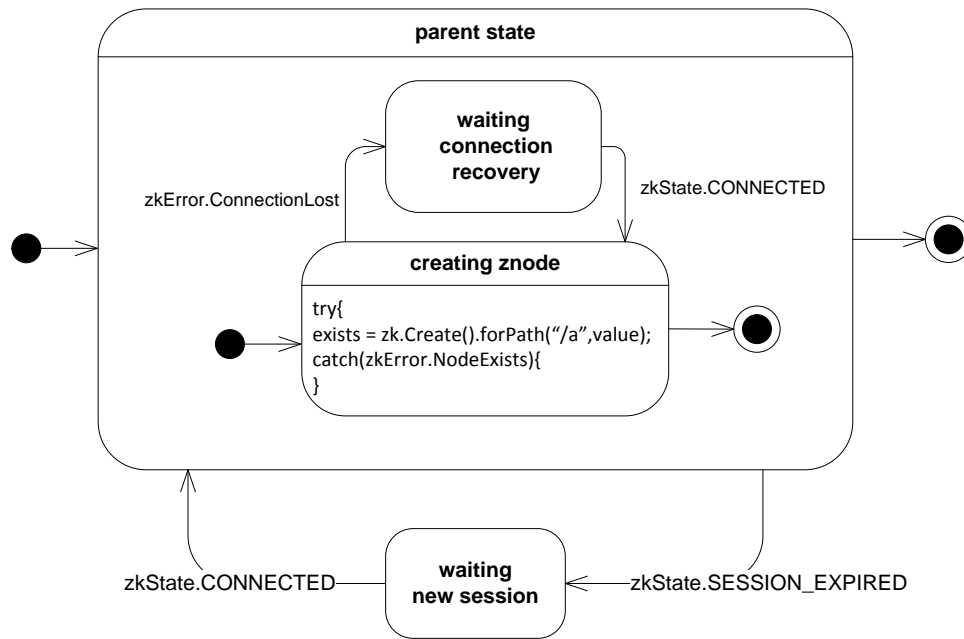 parent state
waiting
connection
recovery
zkError.ConnectionLost
zkState.CONNECTED
creating znode
try{
exists = zk.Create().forPath(“/a”,value);
catch(zkError.NodeExists){
}
zkState.CONNECTED
waiting
new session
zkState.SESSION_EXPIRED